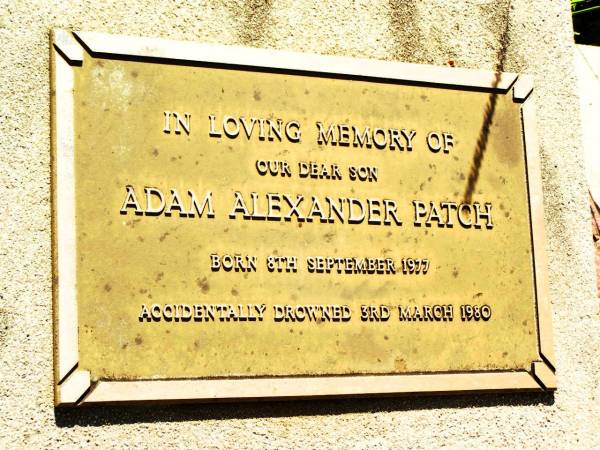 IN LOVING MEMORY OF
OUR DEAR SON
ADAM ALEXANDER PATCH
BORN 8TH SEPTEMBER 1977
ACCIDENTALLY DROWNED 3RD MARCH 1980